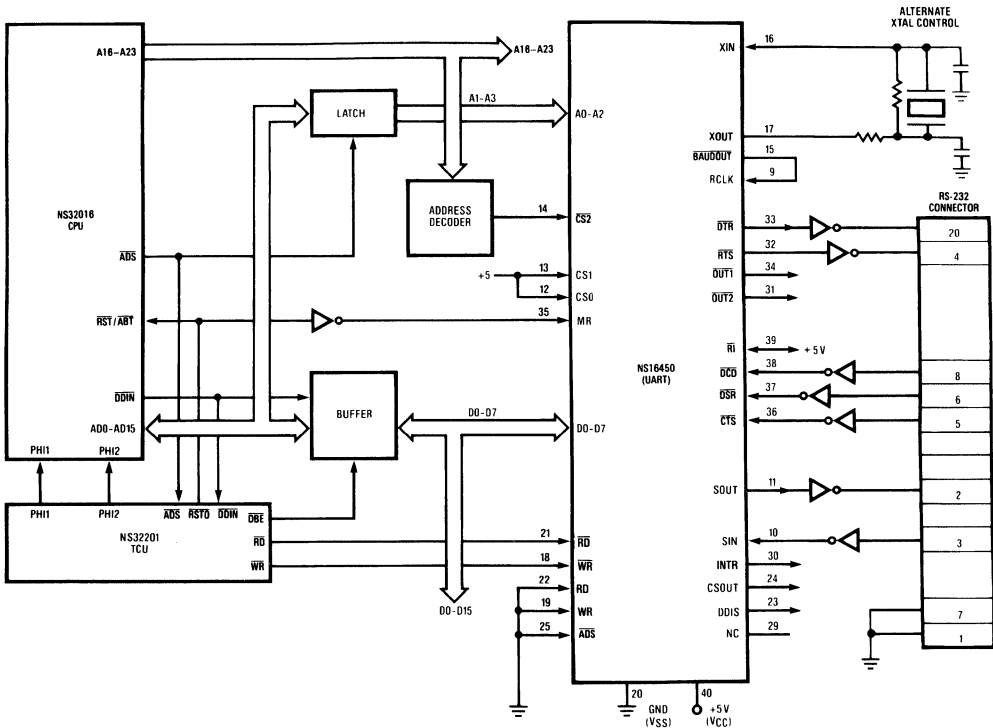 ALTERNATE
XTAL CONTROL
A16–A23
A16–A23
XIN
16
LATCH
A1-A3
A0-A2
XOUT
17
BAUDOUT
15
RCLK
9
NS32016
CPU
ADDRESS
DECODER
14
CS2
RS-232
CONNECTOR
DTR
33
20
RTS
32
4
ADS
+5
13
CS1
OUT1
34
12
CS0
OUT2
31
RST/ABT
35
MR
RI
39
+5V
NS16450
(UART)
DCD
38
8
DSR
37
6
CTS
36
5
DDIN
BUFFER
D0-D7
D0-D7
AD0-AD15
PHI1
PHI2
SOUT
11
2
PHI1
PHI2
ADS
RSTO
DDIN
DBE
NS32201
TCU
RD
21
RD
SIN
10
3
WR
18
WR
INTR
30
22
RD
CSOUT
24
D0-D15
19
WR
DDIS
23
7
25
ADS
NC
29
1
20
GND
(VSS)
40
+5V
(VCC)